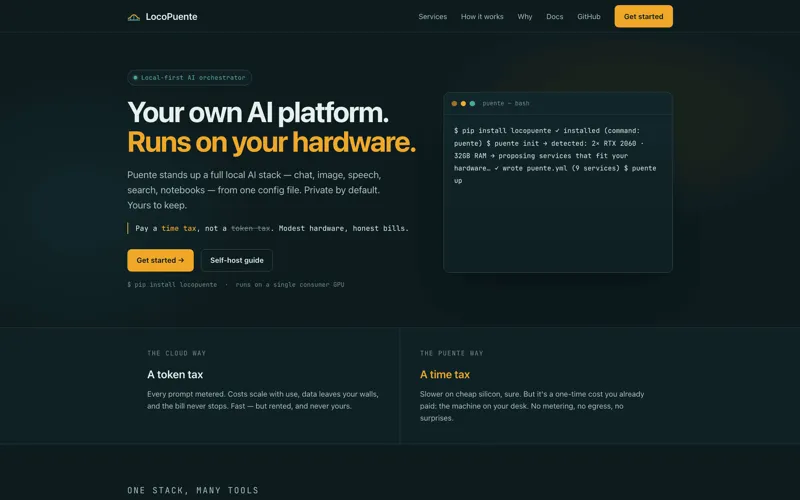 LocoPuente
Services How it works Why Docs GitHub Get started
Local-first AI orchestrator
Your own AI platform.
Runs on your hardware.
Puente stands up a full local AI stack — chat, image, speech,
search, notebooks — from one config file. Private by default.
Yours to keep.
Pay a time tax, not a token tax. Modest hardware, honest bills.
Get started → Self-host guide
$ pip install locopuente · runs on a single consumer GPU
puente — bash
$ pip install locopuente ✓ installed (command:
puente) $ puente init → detected: 2× RTX 2060 ·
32GB RAM → proposing services that fit your
hardware… ✓ wrote puente.yml (9 services) $ puente
up
THE CLOUD WAY
A token tax
Every prompt metered. Costs scale with use, data leaves your walls,
and the bill never stops. Fast — but rented, and never yours.
THE PUENTE WAY
A time tax
Slower on cheap silicon, sure. But it's a one-time cost you already
paid: the machine on your desk. No metering, no egress, no
surprises.
ONE STACK, MANY TOOLS